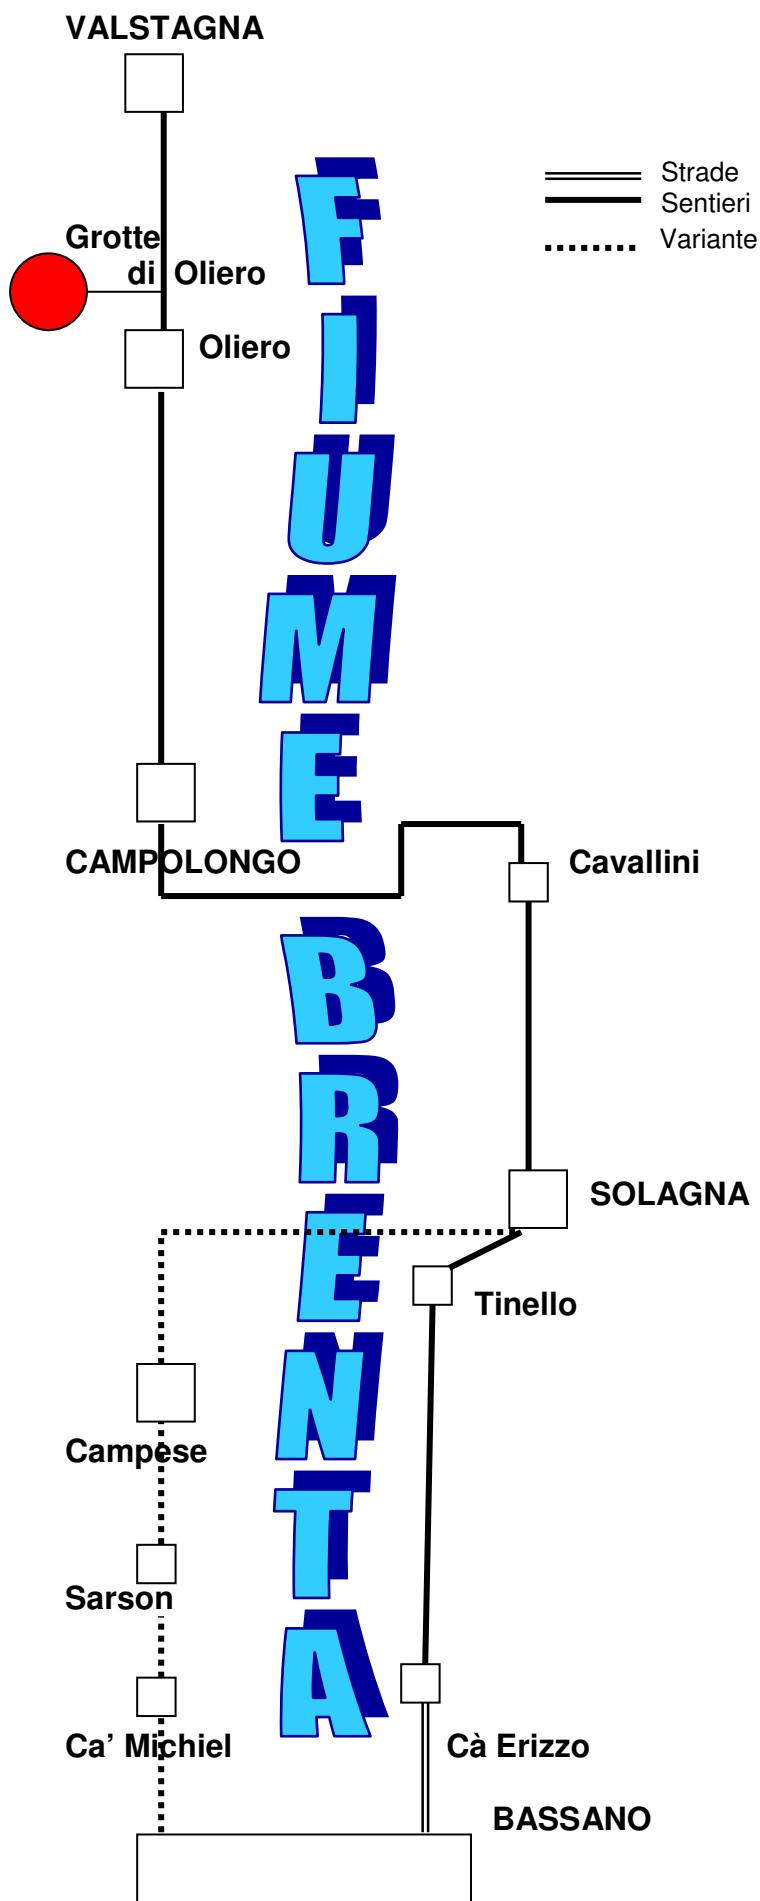 VALSTAGNA
Strade
Sentieri
Variante
Grotte
di Oliero
Oliero
FIUME
CAMPOLONGO
Cavallini
BRENTA
SOLAGNA
Tinello
Campese
Sarson
Ca’ Michiel
Cà Erizzo
BASSANO